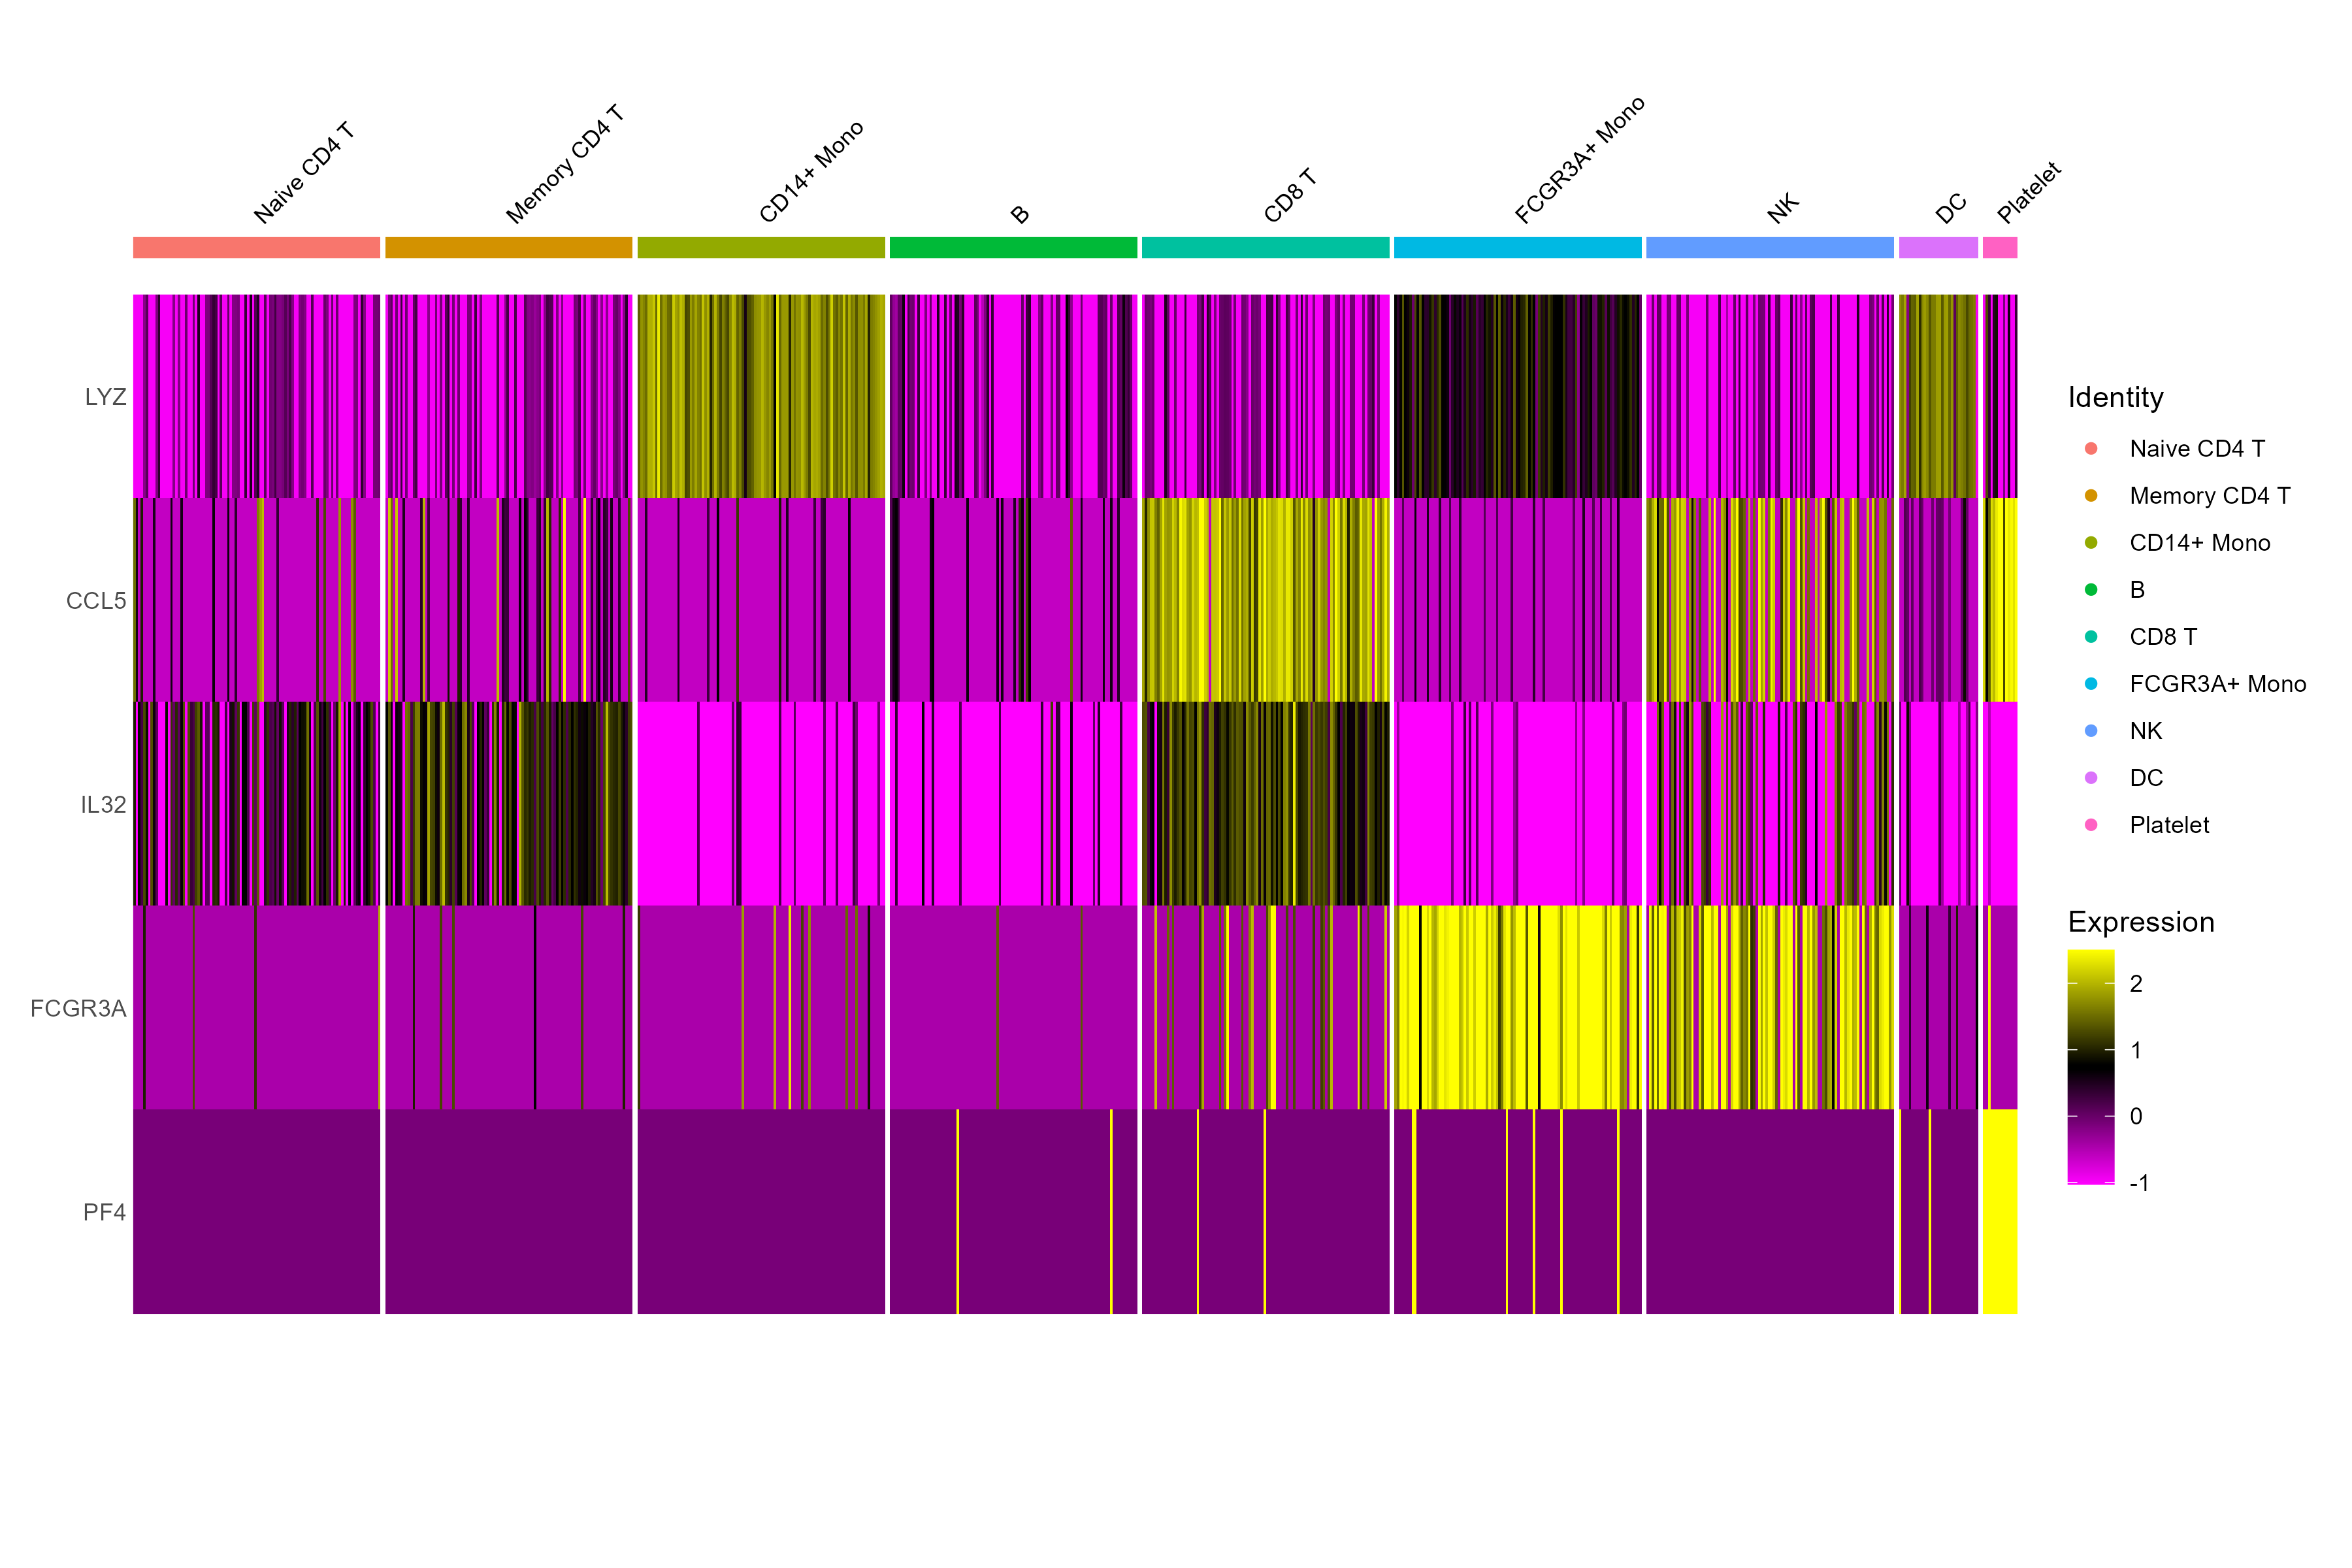 Naive CD4 T
Memory CD4 T
CD14+ Mono
B
CD8 T
FCGR3A+ Mono
NK
DC
Platelet
LYZ
CCL5
IL32
FCGR3A
PF4
Identity
Naive CD4 T
Memory CD4 T
CD14+ Mono
B
CD8 T
FCGR3A+ Mono
NK
DC
Platelet
Expression
2
1
0
-1